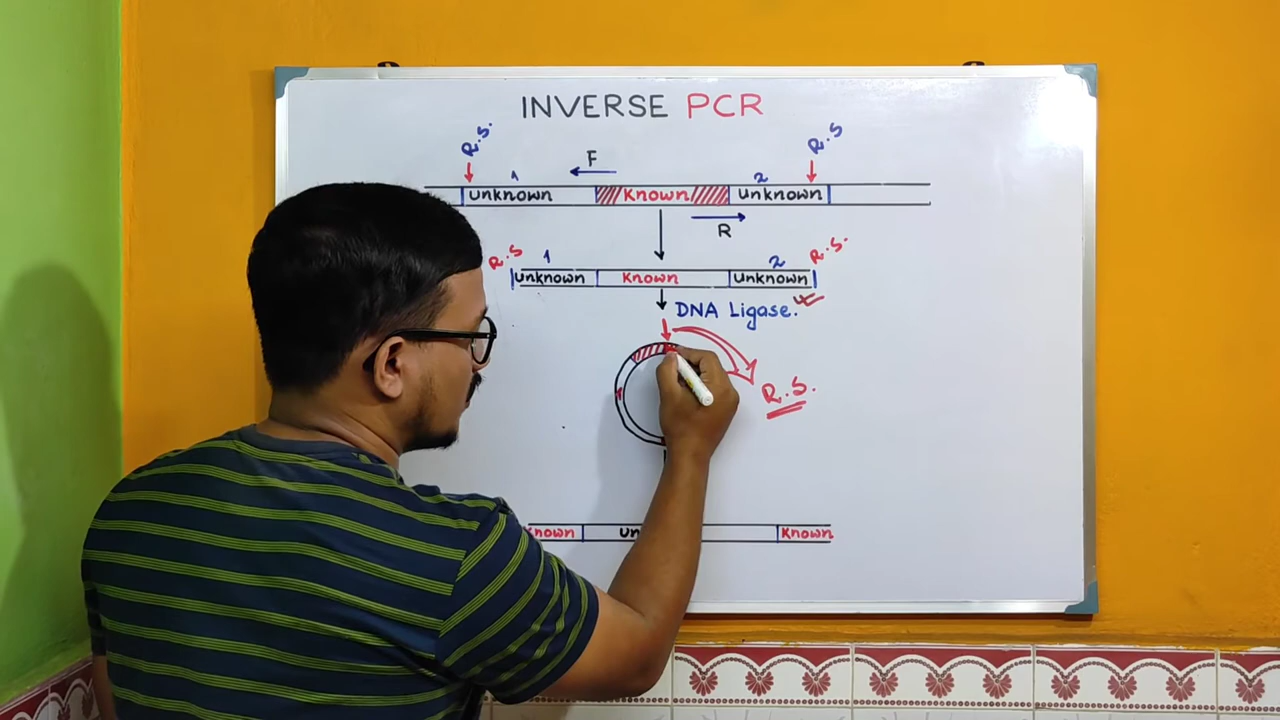 INVERSE PCR
R.S. R.S
F
1 2
Unknown Known Unknown
R
R.S 1 2 R.S.
Unknown Known Unknown
DNA Ligase.
R.S.
Known Known